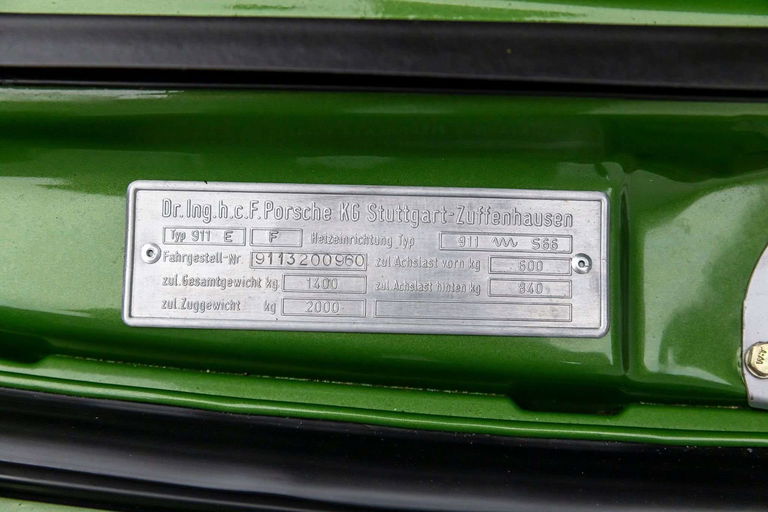 Dr.Ing.h.c.F.Porsche KG Stuttgart-Zuffenhausen
Typ 911 E F Heizeinrichtung Typ 911 S66
Fahrgestell-Nr. 9113200960 zul Achslast vorn kg 600
zul.Gesamtgewicht kg 1400 zul Achslast hinten kg 840
zul.Zuggewicht kg 2000